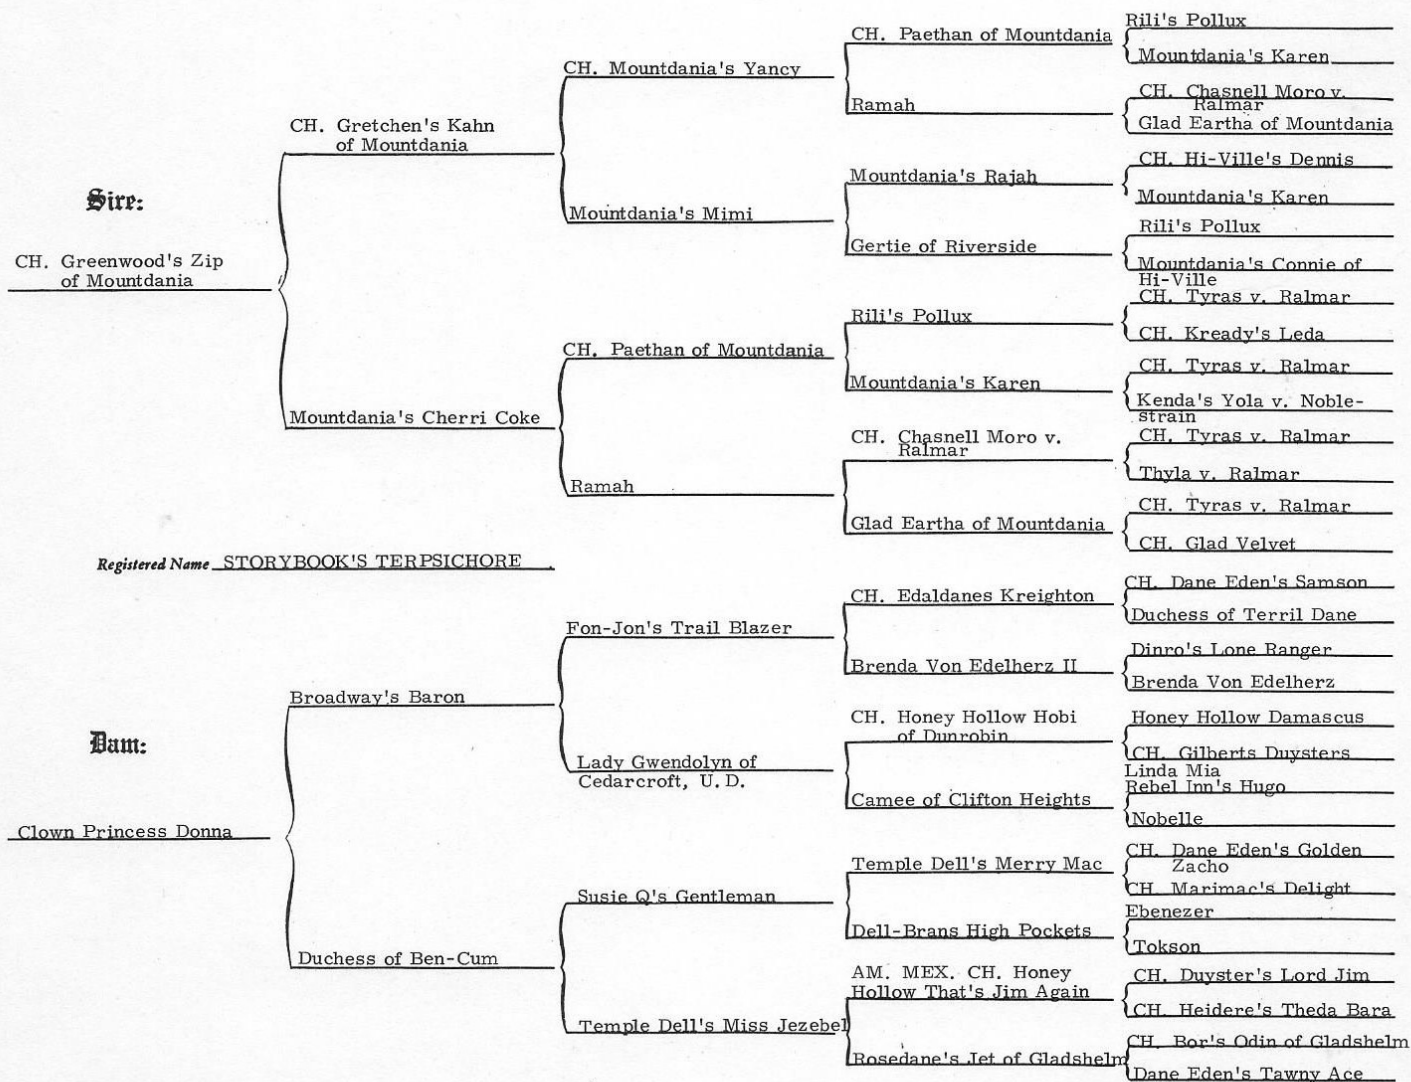 Rili's Pollux
CH. Paethan of Mountdania
Mountdania's Karen
CH. Mountdania's Yancy
CH. Chasnell Moro v.
Ralmar
Ramah
Glad Eartha of Mountdania
CH. Gretchen's Kahn
of Mountdania
CH. Hi-Ville's Dennis
Mountdania's Rajah
Mountdania's Karen
Sire:
Mountdania's Mimi
Rili's Pollux
Gertie of Riverside
Mountdania's Connie of
Hi-Ville
CH. Greenwood's Zip
of Mountdania
CH. Tyras v. Ralmar
Rili's Pollux
CH. Kready's Leda
CH. Paethan of Mountdania
CH. Tyras v. Ralmar
Mountdania's Karen
Kenda's Yola v. Noble-
strain
Mountdania's Cherri Coke
CH. Chasnell Moro v.
Ralmar
CH. Tyras v. Ralmar
Thyla v. Ralmar
Ramah
CH. Tyras v. Ralmar
Glad Eartha of Mountdania
CH. Glad Velvet
Registered Name STORYBOOK'S TERPSICHORE
CH. Dane Eden's Samson
CH. Edaldanes Kreighton
Duchess of Terril Dane
Fon-Jon's Trail Blazer
Dinro's Lone Ranger
Brenda Von Edelherz II
Brenda Von Edelherz
Broadway's Baron
CH. Honey Hollow Hobi
of Dunrobin
Honey Hollow Damascus
Dam:
CH. Gilberts Duysters
Linda Mia
Lady Gwendolyn of
Cedarcroft, U.D.
Rebel Inn's Hugo
Camee of Clifton Heights
Nobelle
Clown Princess Donna
CH. Dane Eden's Golden
Zacho
Temple Dell's Merry Mac
CH. Marimac's Delight
Susie Q's Gentleman
Ebenezer
Dell-Brans High Pockets
Tokson
Duchess of Ben-Cum
AM. MEX. CH. Honey
Hollow That's Jim Again
CH. Duyster's Lord Jim
CH. Heidere's Theda Bara
Temple Dell's Miss Jezebel
CH. Bor's Odin of Gladshelm
Rosedane's Jet of Gladshelm
Dane Eden's Tawny Ace